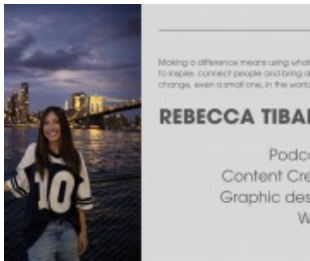 Making a difference means using what
to inspire, connect people and bring a
change, even a small one, in the world
REBECCA TIBA
Podc
Content Cre
Graphic des
W
10